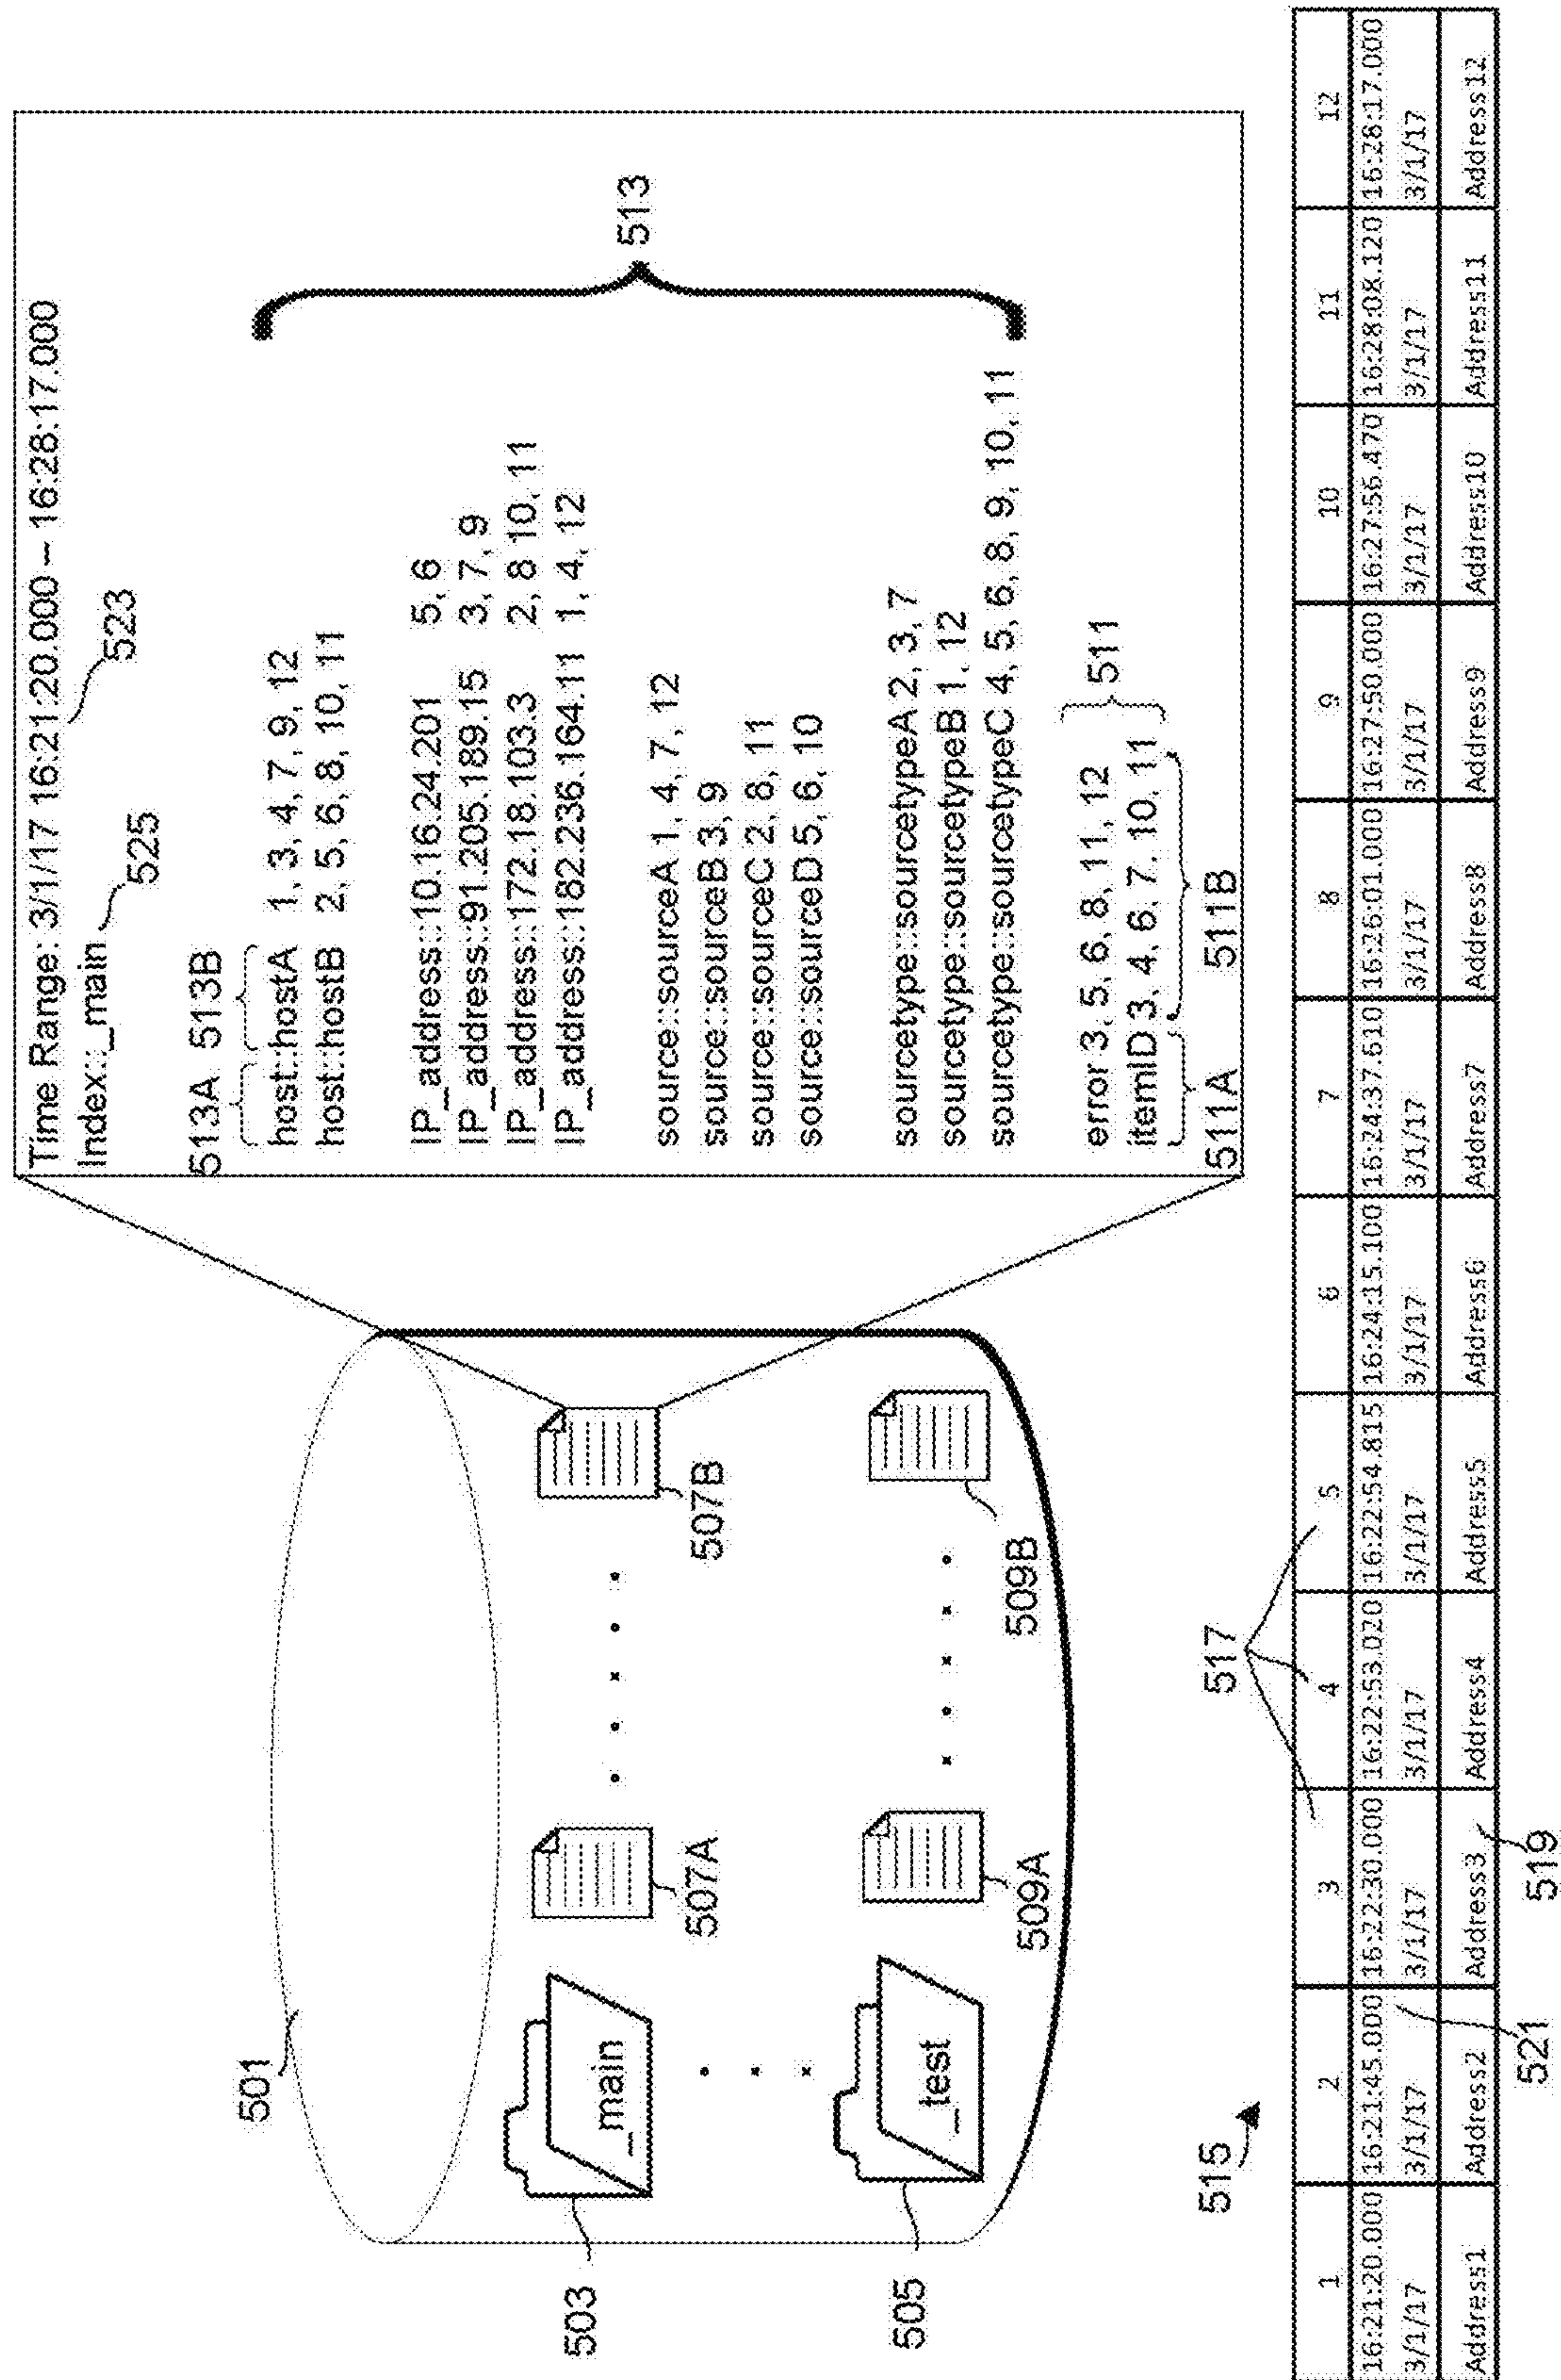 501
503
_main
507A
507B
505
_test
509A
509B
Time Range: 3/1/17 16:21:20.000 – 16:28:17.000
523
Index::_main
525
513A 513B
host::hostA 1, 3, 4, 7, 9, 12
host::hostB 2, 5, 6, 8, 10, 11
IP_address::10.16.24.201 5, 6
IP_address::91.205.189.15 3, 7, 9
IP_address::172.18.103.3 2, 8 10, 11
IP_address::182.236.164.11 1, 4, 12
513
source::sourceA 1, 4, 7, 12
source::sourceB 3, 9
source::sourceC 2, 8, 11
source::sourceD 5, 6, 10
sourcetype::sourcetypeA 2, 3, 7
sourcetype::sourcetypeB 1, 12
sourcetype::sourcetypeC 4, 5, 6, 8, 9, 10, 11
error 3, 5, 6, 8, 11, 12
itemID 3, 4, 6, 7, 10, 11
511
511A 511B
515
517
1 2 3 4 5 6 7 8 9 10 11 12
16:21:20.000 16:21:45.000 16:22:30.000 16:22:53.020 16:22:54.815 16:24:15.100 16:24:37.610 16:26:01.000 16:27:50.000 16:27:56.470 16:28:08.120 16:28:17.000
3/1/17 3/1/17 3/1/17 3/1/17 3/1/17 3/1/17 3/1/17 3/1/17 3/1/17 3/1/17 3/1/17 3/1/17
Address1 Address2 Address3 Address4 Address5 Address6 Address7 Address8 Address9 Address10 Address11 Address12
521
519